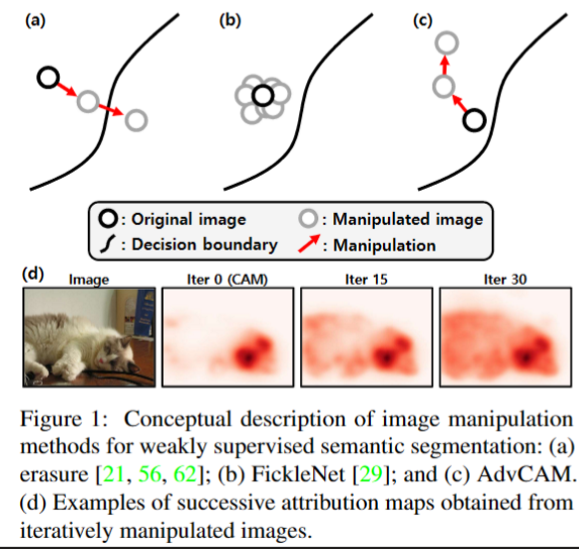 (a) (b) (c)
: Original image : Manipulated image
: Decision boundary : Manipulation
(d) Image Iter 0 (CAM) Iter 15 Iter 30
Figure 1: Conceptual description of image manipulation
methods for weakly supervised semantic segmentation: (a)
erasure [21, 56, 62]; (b) FickleNet [29]; and (c) AdvCAM.
(d) Examples of successive attribution maps obtained from
iteratively manipulated images.